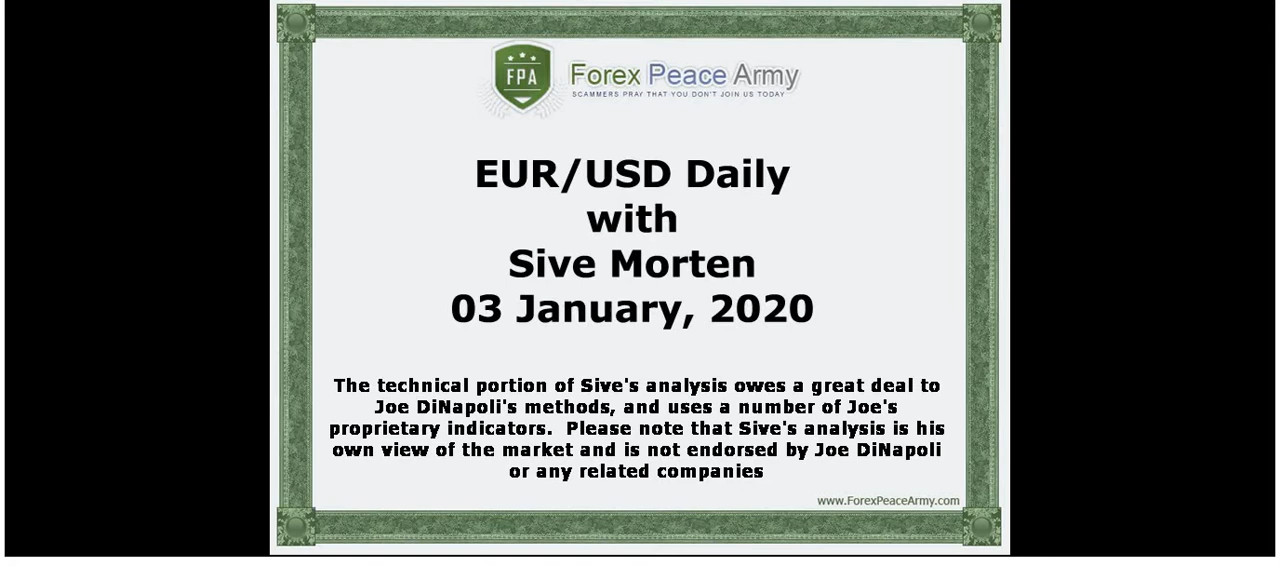 FPA
Forex Peace Army
SCAMMERS PRAY THAT YOU DON'T JOIN US TODAY
EUR/USD Daily
with
Sive Morten
03 January, 2020
The technical portion of Sive's analysis owes a great deal to
Joe DiNapoli's methods, and uses a number of Joe's
proprietary indicators.  Please note that Sive's analysis is his
own view of the market and is not endorsed by Joe DiNapoli
or any related companies
www.ForexPeaceArmy.com